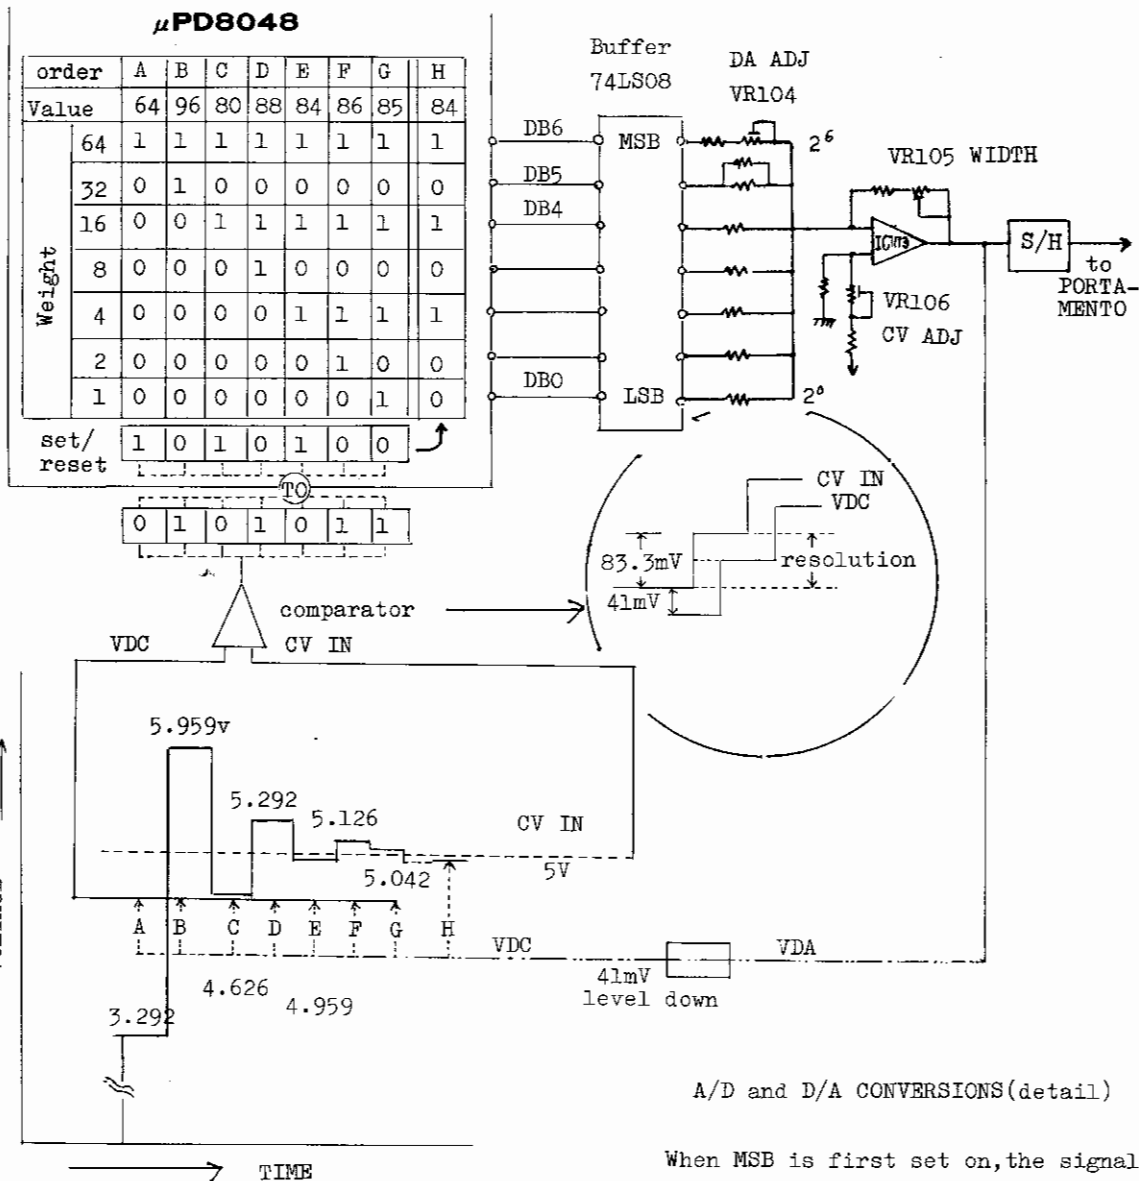 μPD8048
order A B C D E F G H
Value 64 96 80 88 84 86 85 84
Weight
64 1 1 1 1 1 1 1 1
32 0 1 0 0 0 0 0 0
16 0 0 1 1 1 1 1 1
8 0 0 0 1 0 0 0 0
4 0 0 0 0 1 1 1 1
2 0 0 0 0 0 1 0 0
1 0 0 0 0 0 0 1 0
set/
reset
1 0 1 0 1 0 0
TO
0 1 0 1 0 1 1
Buffer
74LS08
DB6
DB5
DB4
DB0
MSB
LSB
DA ADJ
VR104
2⁶
2⁰
VR105 WIDTH
S/H
to
PORTA-
MENTO
VR106
CV ADJ
comparator
VDC
CV IN
CV IN
VDC
83.3mV
resolution
41mV
5.959v
5.292
5.126
CV IN
5V
5.042
A B C D E F G H
VDC
VDA
41mV
level down
4.626
4.959
3.292
TIME
A/D and D/A CONVERSIONS(detail)
When MSB is first set on,the signal